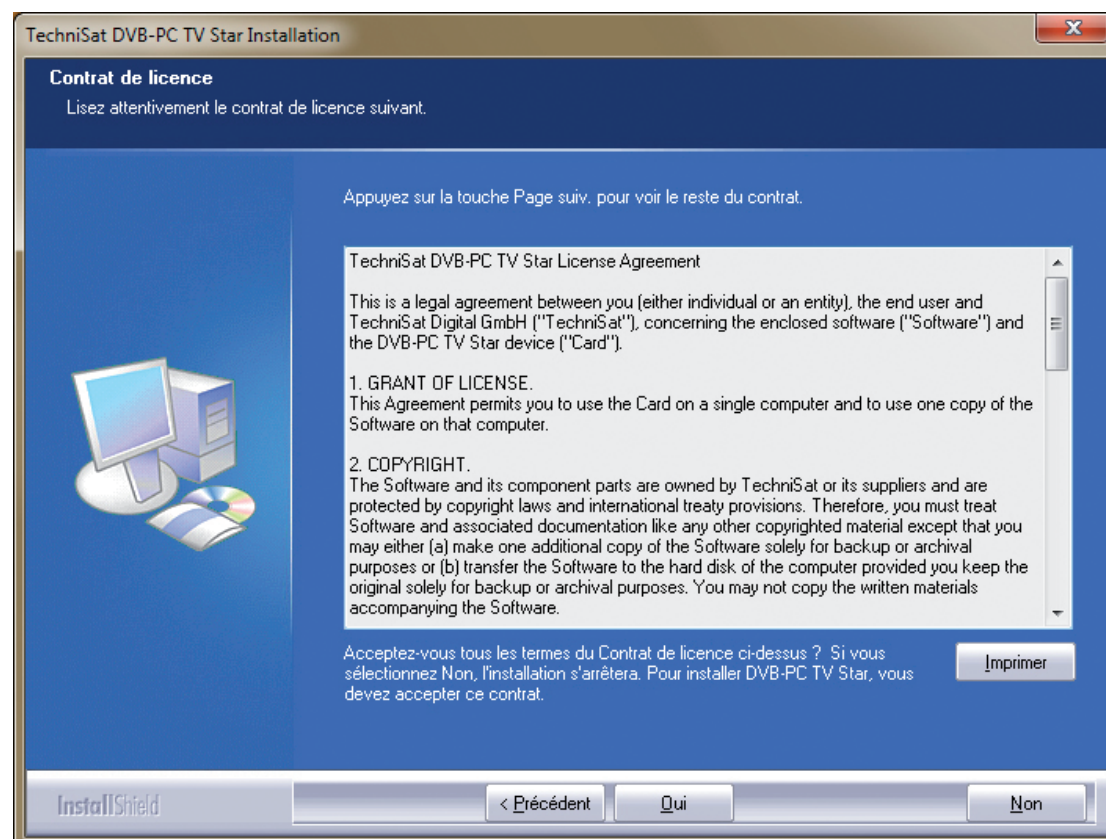 TechniSat DVB-PC TV Star Installation
Contrat de licence
Lisez attentivement le contrat de licence suivant.
Appuyez sur la touche Page suiv. pour voir le reste du contrat.
TechniSat DVB-PC TV Star License Agreement
This is a legal agreement between you (either individual or an entity), the end user and
TechniSat Digital GmbH ("TechniSat"), concerning the enclosed software ("Software") and
the DVB-PC TV Star device ("Card").
1. GRANT OF LICENSE.
This Agreement permits you to use the Card on a single computer and to use one copy of the
Software on that computer.
2. COPYRIGHT.
The Software and its component parts are owned by TechniSat or its suppliers and are
protected by copyright laws and international treaty provisions. Therefore, you must treat
Software and associated documentation like any other copyrighted material except that you
may either (a) make one additional copy of the Software solely for backup or archival
purposes or (b) transfer the Software to the hard disk of the computer provided you keep the
original solely for backup or archival purposes. You may not copy the written materials
accompanying the Software.
Acceptez-vous tous les termes du Contrat de licence ci-dessus ? Si vous
sélectionnez Non, l'installation s'arrêtera. Pour installer DVB-PC TV Star, vous
devez accepter ce contrat.
Imprimer
InstallShield
< Précédent
Oui
Non